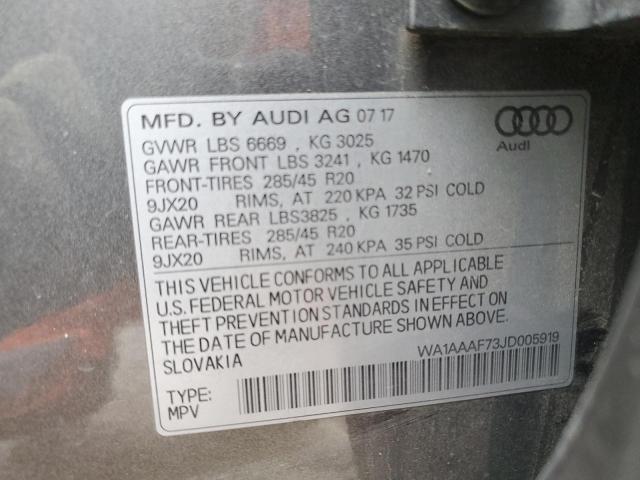 MFD. BY AUDI AG 07 17
Audi
GVWR LBS 6669 , KG 3025
GAWR FRONT LBS 3241 , KG 1470
FRONT-TIRES 285/45 R20
9JX20 RIMS, AT 220 KPA 32 PSI COLD
GAWR REAR LBS3825 , KG 1735
REAR-TIRES 285/45 R20
9JX20 RIMS, AT 240 KPA 35 PSI COLD
THIS VEHICLE CONFORMS TO ALL APPLICABLE
U.S. FEDERAL MOTOR VEHICLE SAFETY AND
THEFT PREVENTION STANDARDS IN EFFECT ON
THE DATE OF MANUFACTURE SHOWN ABOVE.
SLOVAKIA
WA1AAAF73JD005919
TYPE:
MPV